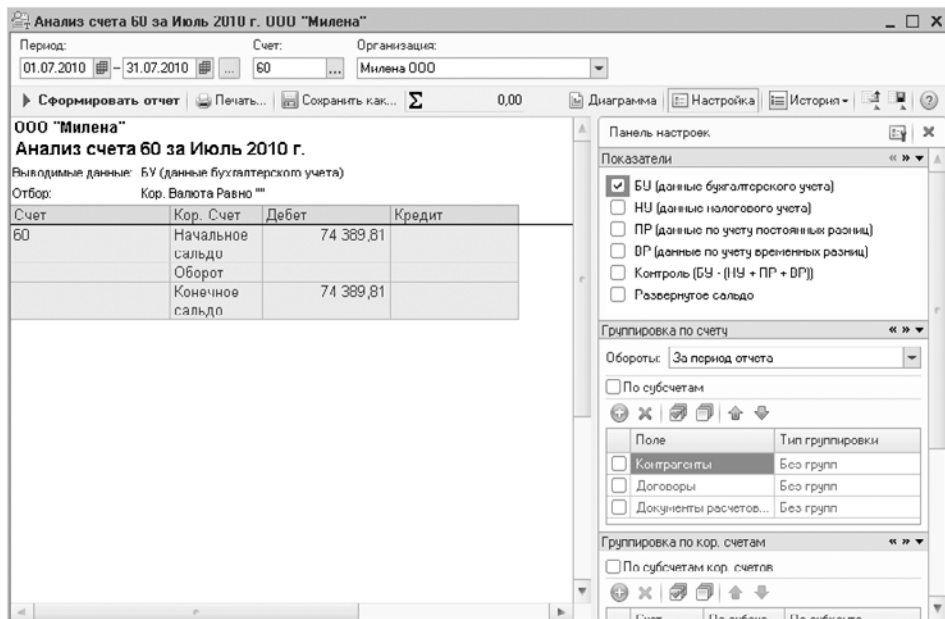 Анализ счета 60 за Июль 2010 г. ООО "Милена"
Период: Счет: Организация:
01.07.2010 – 31.07.2010 ... 60 ... Милена ООО
Сформировать отчет Печать... Сохранить как... Σ 0,00 Диаграмма Настройка История
ООО "Милена"
Анализ счета 60 за Июль 2010 г.
Выводимые данные: БУ (данные бухгалтерского учета)
Отбор: Кор. Валюта Равно ""
Счет Кор. Счет Дебет Кредит
60 Начальное сальдо 74 389,81
Оборот
Конечное сальдо 74 389,81
Панель настроек
Показатели
БУ (данные бухгалтерского учета)
НУ (данные налогового учета)
ПР (данные по учету постоянных разниц)
ВР (данные по учету временных разниц)
Контроль (БУ - (НУ + ПР + ВР))
Развернутое сальдо
Группировка по счету
Обороты: За период отчета
По субсчетам
Поле Тип группировки
Контрагенты Без групп
Договоры Без групп
Документы расчетов... Без групп
Группировка по кор. счетам
По субсчетам кор. счетов